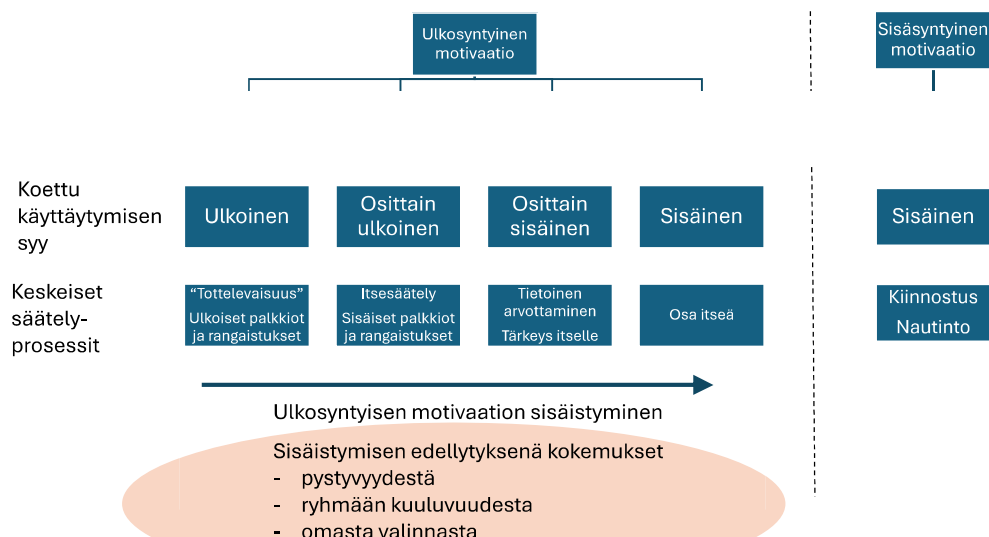 Ulkosyntyinen
motivaatio
Sisäsyntyinen
motivaatio
Koettu
käyttäytymisen
syy
Ulkoinen
Osittain
ulkoinen
Osittain
sisäinen
Sisäinen
Sisäinen
Keskeiset
säätely-
prosessit
“Tottelevaisuus”
Ulkoiset palkkiot
ja rangaistukset
Itsesäätely
Sisäiset palkkiot
ja rangaistukset
Tietoinen
arvottaminen
Tärkeys itselle
Osa itseä
Kiinnostus
Nautinto
Ulkosyntyisen motivaation sisäistyminen
Sisäistymisen edellytyksenä kokemukset
- pystyvyydestä
- ryhmään kuuluvuudesta
- omasta valinnasta